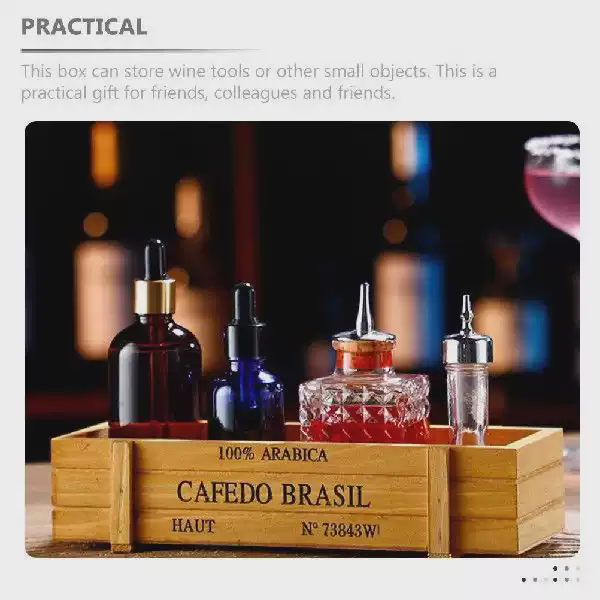 PRACTICAL
This box can store wine tools or other small objects. This is a
practical gift for friends, colleagues and friends.
100% ARABICA
CAFEDO BRASIL
HAUT N° 73843W